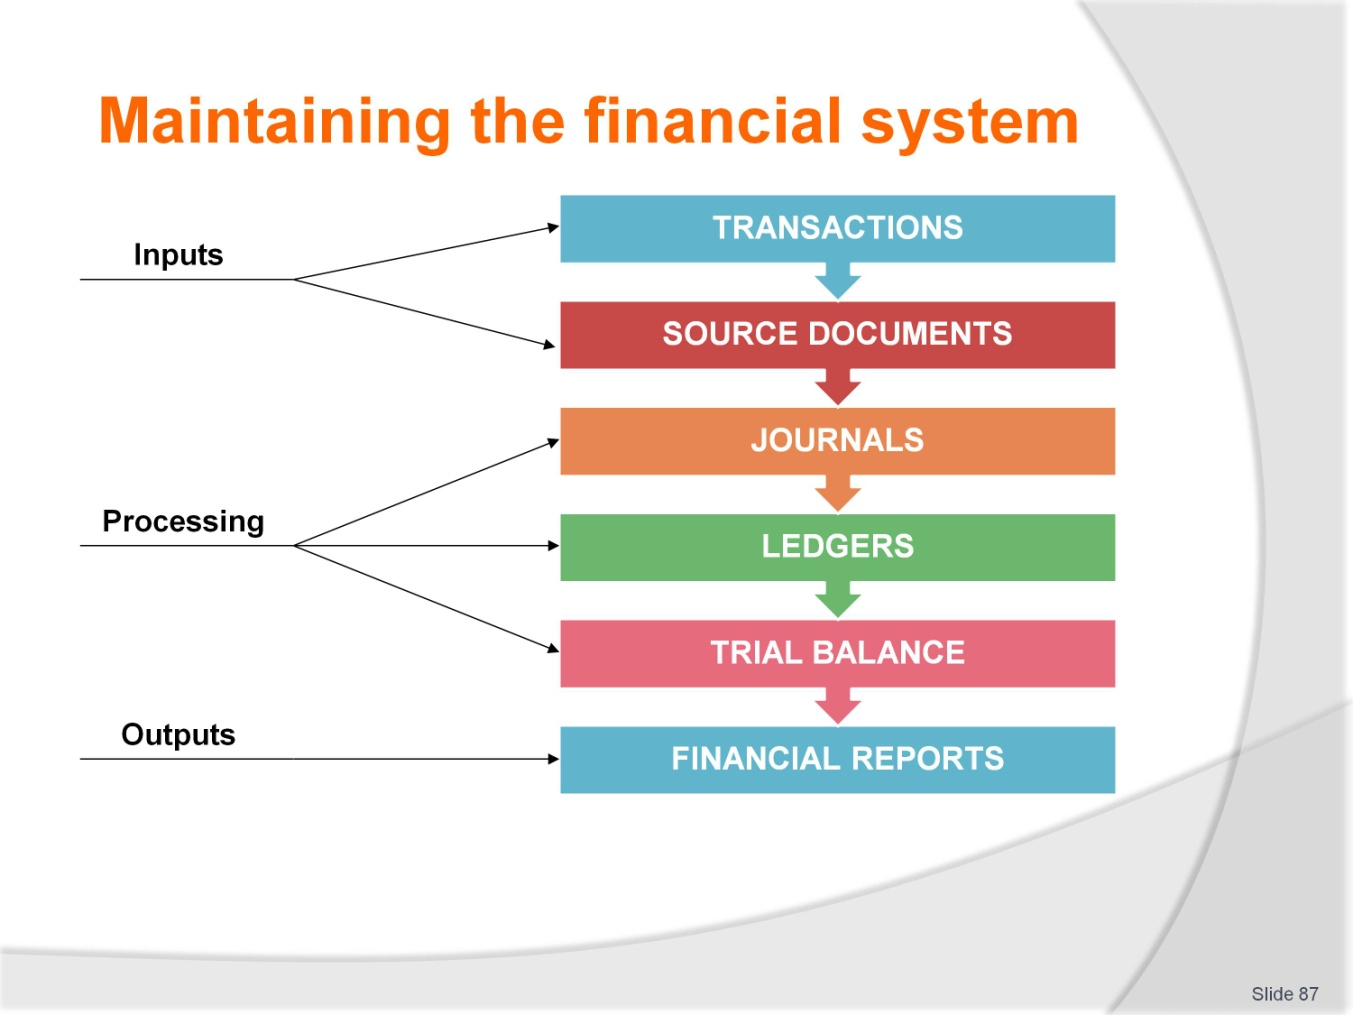 Maintaining the financial system
Inputs
TRANSACTIONS
SOURCE DOCUMENTS
Processing
JOURNALS
LEDGERS
TRIAL BALANCE
Outputs
FINANCIAL REPORTS
Slide 87